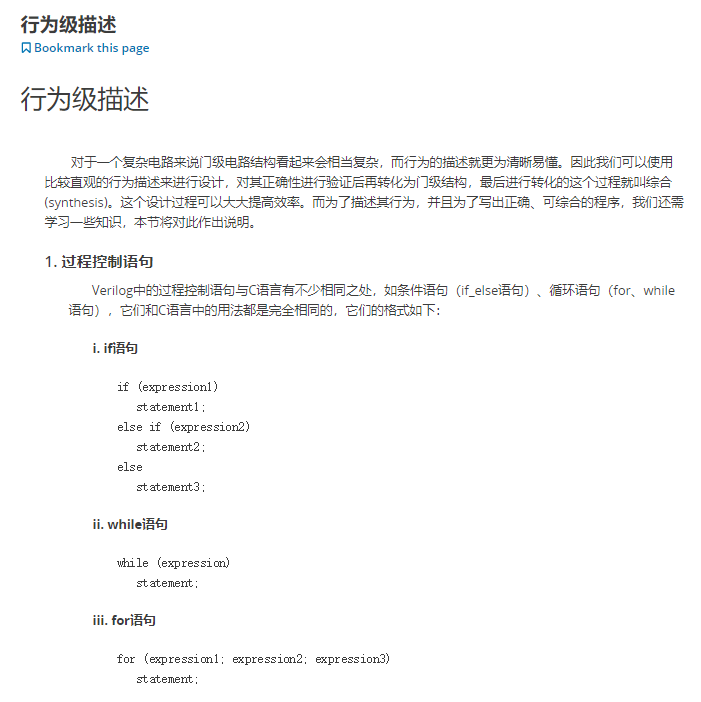 行为级描述
Bookmark this page
行为级描述
对于一个复杂电路来说门级电路结构看起来会相当复杂，而行为的描述就更为清晰易懂。因此我们可以使用
比较直观的行为描述来进行设计，对其正确性进行验证后再转化为门级结构，最后进行转化的这个过程就叫综合
(synthesis)。这个设计过程可以大大提高效率。而为了描述其行为，并且为了写出正确、可综合的程序，我们还需
学习一些知识，本节将对此作出说明。
1. 过程控制语句
Verilog中的过程控制语句与C语言有不少相同之处，如条件语句（if_else语句）、循环语句（for、while
语句），它们和C语言中的用法都是完全相同的，它们的格式如下：
i. if语句
if (expression1)
statement1;
else if (expression2)
statement2;
else
statement3;
ii. while语句
while (expression)
statement;
iii. for语句
for (expression1; expression2; expression3)
statement;